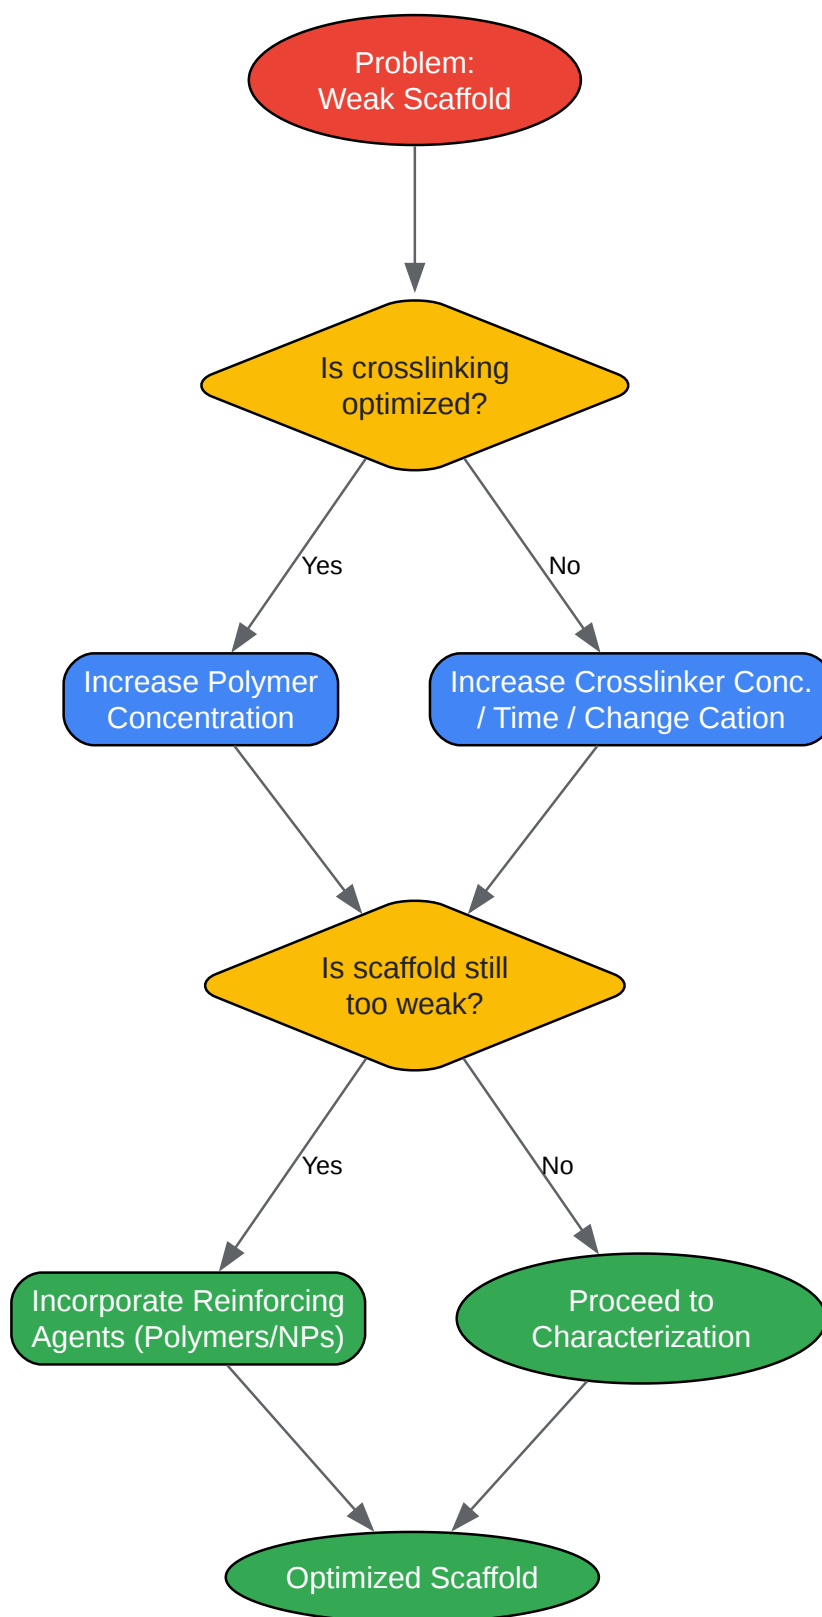 Problem:
Weak Scaffold
Is crosslinking
optimized?
Yes
No
Increase Polymer
Concentration
Increase Crosslinker Conc.
/ Time / Change Cation
Is scaffold still
too weak?
Yes
No
Incorporate Reinforcing
Agents (Polymers/NPs)
Proceed to
Characterization
Optimized Scaffold